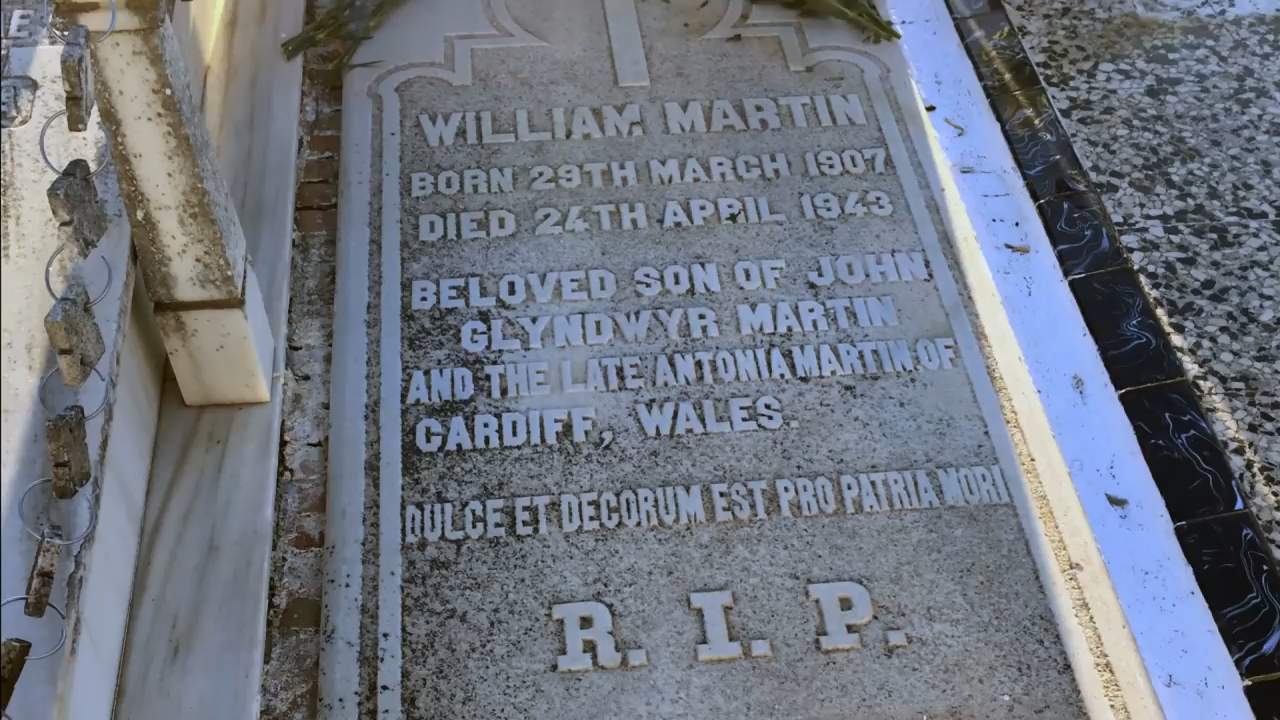 WILLIAM MARTIN
BORN 29TH MARCH 1907
DIED 24TH APRIL 1943
BELOVED SON OF JOHN
GLYNDWYR MARTIN
AND THE LATE ANTONIA MARTIN OF
CARDIFF, WALES.
DULCE ET DECORUM EST PRO PATRIA MORI
R. I. P.
E